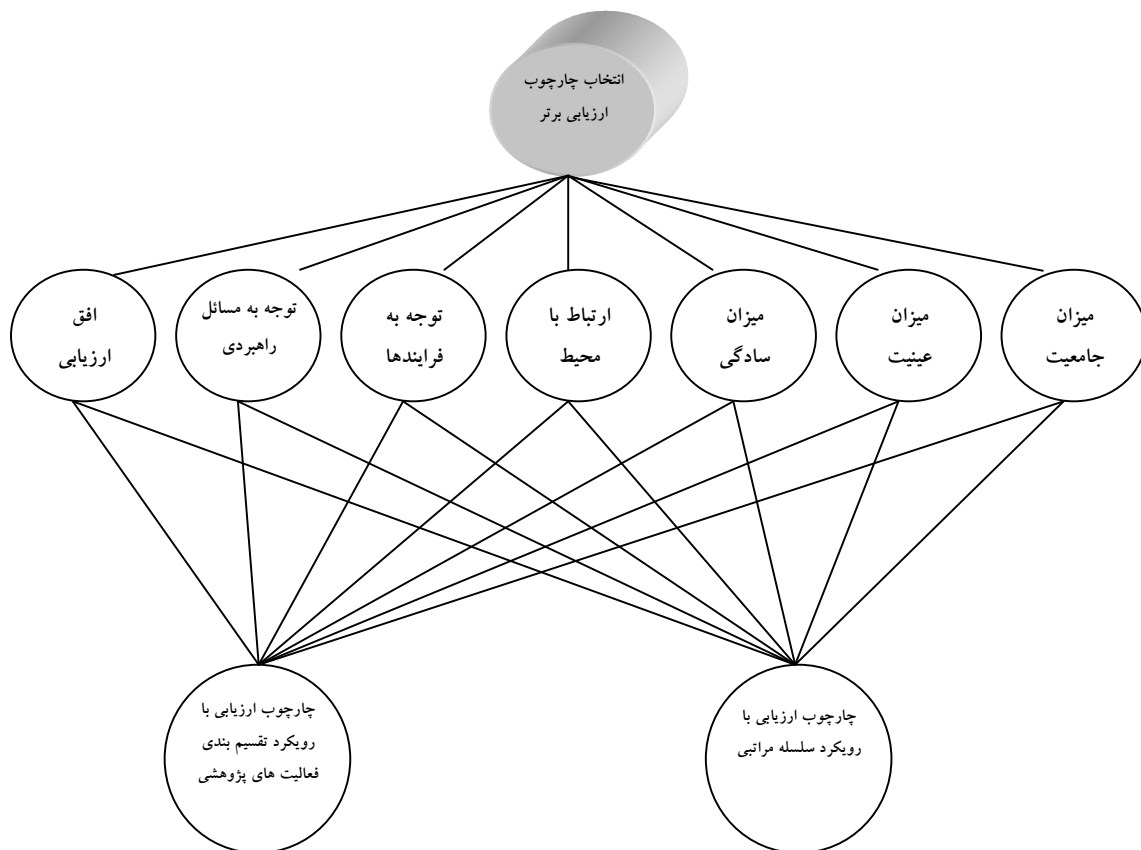 انتخاب چارچوب
ارزیابی برتر
میزان
جامعیت
میزان
عینیت
میزان
سادگی
ارتباط با
محیط
توجه به
فرایندها
توجه به مسائل
راهبردی
افق
ارزیابی
چارچوب ارزیابی با
رویکرد سلسله مراتبی
چارچوب ارزیابی با
رویکرد تقسیم بندی
فعالیت های پژوهشی